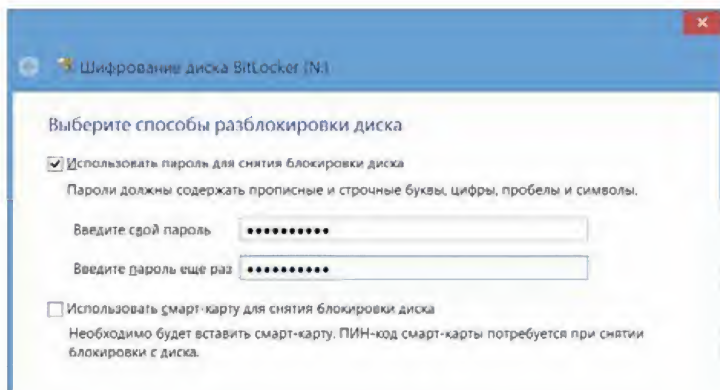 Шифрование диска BitLocker (N:)
Выберите способы разблокировки диска
Использовать пароль для снятия блокировки диска
Пароли должны содержать прописные и строчные буквы, цифры, пробелы и символы.
Введите свой пароль ••••••••••
Введите пароль еще раз ••••••••••
Использовать смарт-карту для снятия блокировки диска
Необходимо будет вставить смарт-карту. ПИН-код смарт-карты потребуется при снятии
блокировки с диска.